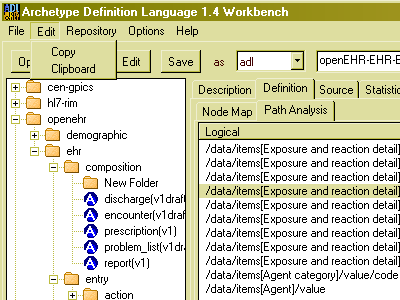 Archetype Definition Language 1.4 Workbench
File Edit Repository Options Help
Copy
Clipboard
Edit Save as adl openEHR-EHR-E
Description Definition Source Statisti
Node Map Path Analysis
Logical
cen-gpics
hl7-rim
openehr
demographic
ehr
composition
New Folder
discharge(v1draft
encounter(v1draft
prescription(v1)
problem_list(v1draf
report(v1)
entry
action
/data/items[Exposure and reaction detail]
/data/items[Exposure and reaction detail]
/data/items[Exposure and reaction detail]
/data/items[Exposure and reaction detail]
/data/items[Exposure and reaction detail]
/data/items[Exposure and reaction detail]
/data/items[Exposure and reaction detail]
/data/items[Exposure and reaction detail]
/data/items[Exposure and reaction detail]
/data/items[Agent category]/value/code
/data/items[Agent]/value